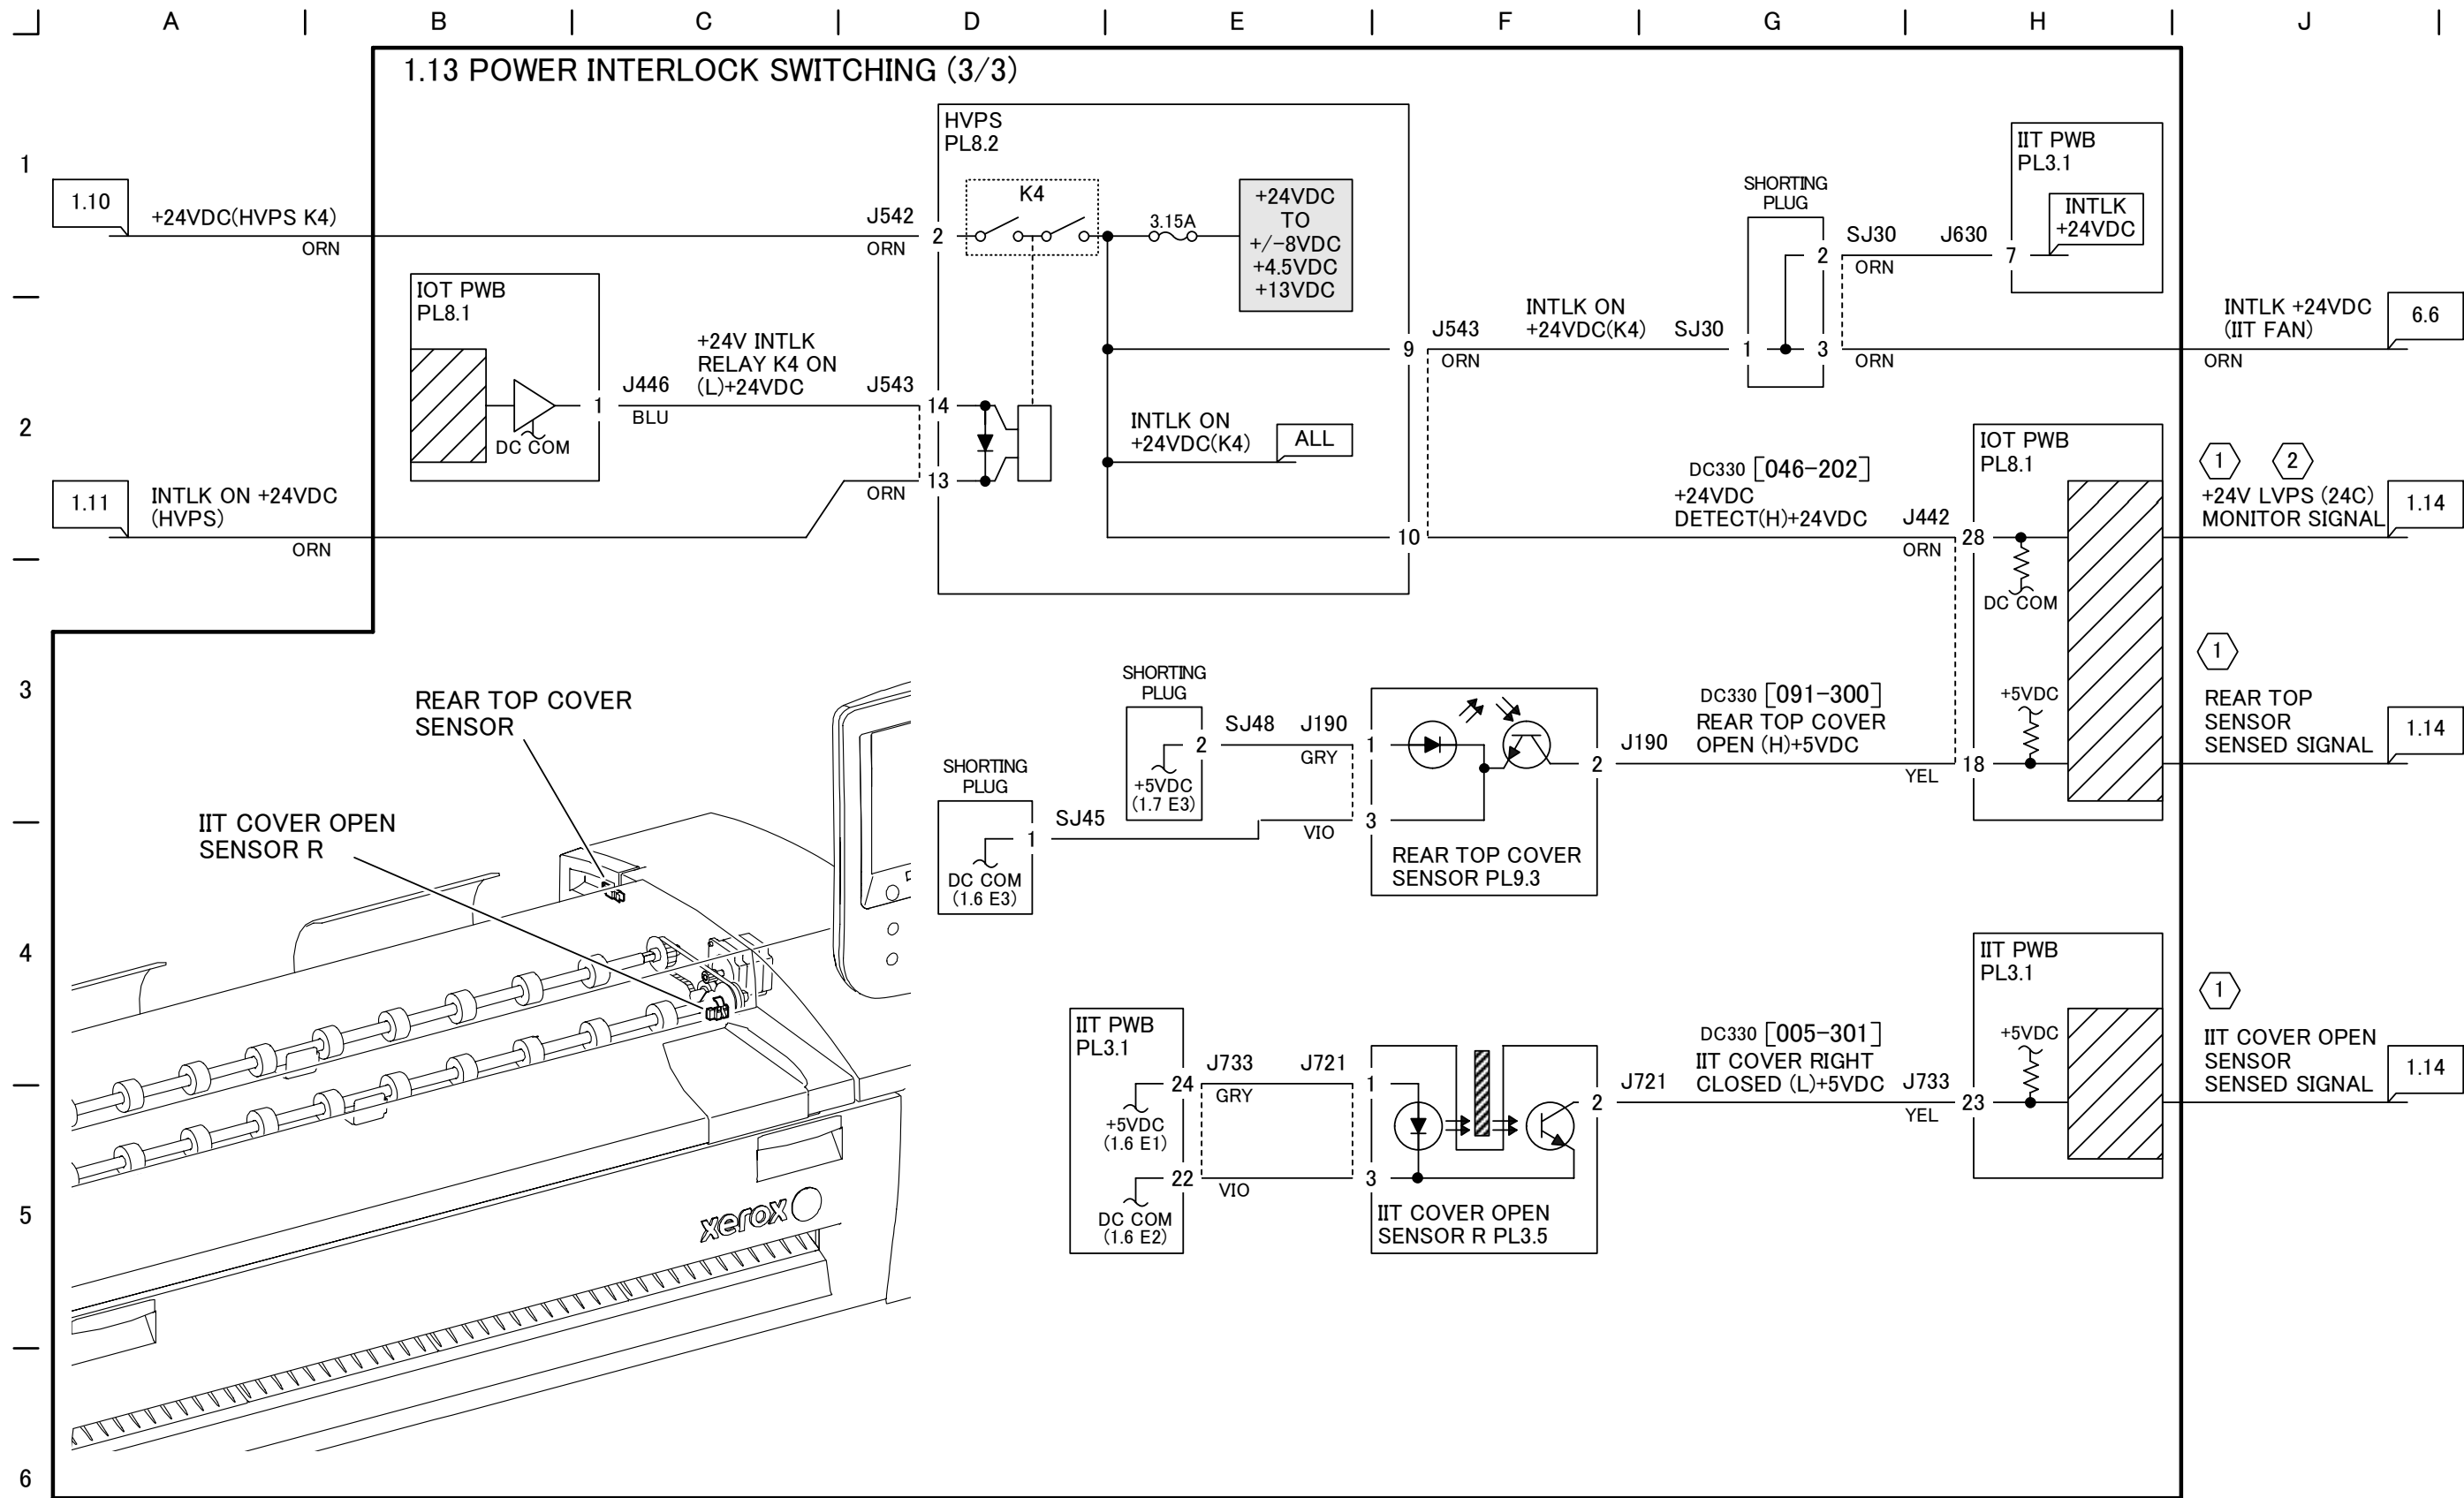 A B C D E F G H J
1.13 POWER INTERLOCK SWITCHING (3/3)
1
2
3
4
5
6
1.10
+24VDC(HVPS K4)
ORN
J542
ORN
2
HVPS
PL8.2
K4
3.15A
+24VDC
TO
+/-8VDC
+4.5VDC
+13VDC
SHORTING
PLUG
2
SJ30
ORN
J630
7
IIT PWB
PL3.1
INTLK
+24VDC
IOT PWB
PL8.1
DC COM
1
J446
BLU
+24V INTLK
RELAY K4 ON
(L)+24VDC
J543
14
13
ORN
1.11
INTLK ON +24VDC
(HVPS)
ORN
INTLK ON
+24VDC(K4)
ALL
9
10
J543
ORN
INTLK ON
+24VDC(K4)
SJ30
1
3
ORN
INTLK +24VDC
(IIT FAN)
ORN
6.6
DC330 [046-202]
+24VDC
DETECT(H)+24VDC
J442
ORN
28
IOT PWB
PL8.1
DC COM
+5VDC
18
1
2
+24V LVPS (24C)
MONITOR SIGNAL
1.14
REAR TOP COVER
SENSOR
IIT COVER OPEN
SENSOR R
xerox
SHORTING
PLUG
DC COM
(1.6 E3)
1
SJ45
SHORTING
PLUG
+5VDC
(1.7 E3)
2
SJ48
J190
GRY
VIO
1
3
REAR TOP COVER
SENSOR PL9.3
2
J190
DC330 [091-300]
REAR TOP COVER
OPEN (H)+5VDC
YEL
1
REAR TOP
SENSOR
SENSED SIGNAL
1.14
IIT PWB
PL3.1
+5VDC
(1.6 E1)
DC COM
(1.6 E2)
24
22
J733
GRY
VIO
J721
1
3
IIT COVER OPEN
SENSOR R PL3.5
2
J721
DC330 [005-301]
IIT COVER RIGHT
CLOSED (L)+5VDC
J733
YEL
23
IIT PWB
PL3.1
+5VDC
1
IIT COVER OPEN
SENSOR
SENSED SIGNAL
1.14